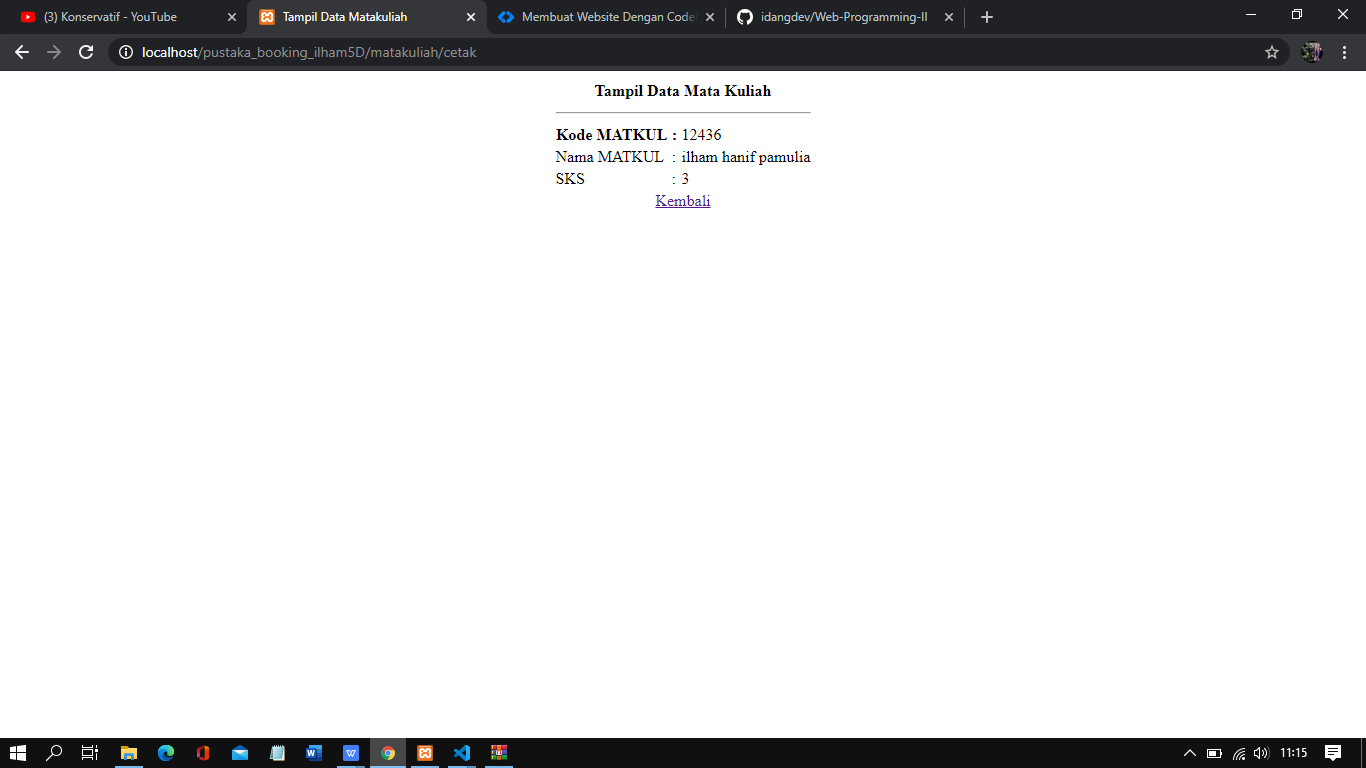 (3) Konservatif - YouTube
Tampil Data Matakuliah
Membuat Website Dengan Code
idangdev/Web-Programming-II
localhost/pustaka_booking_ilham5D/matakuliah/cetak
Tampil Data Mata Kuliah
Kode MATKUL : 12436
Nama MATKUL : ilham hanif pamulia
SKS : 3
Kembali
11:15